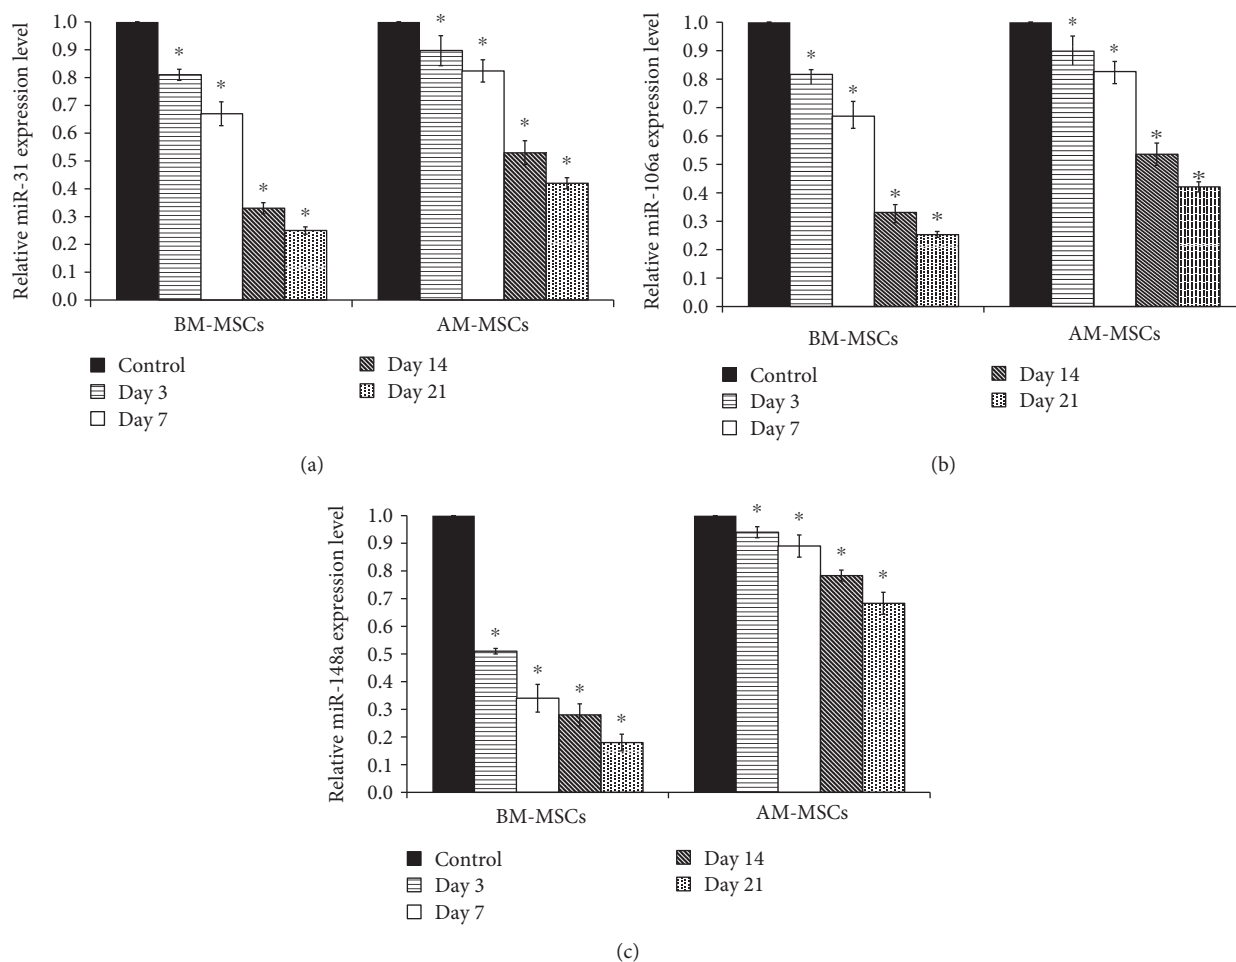 Relative miR-31 expression level
1.0
0.9
0.8
0.7
0.6
0.5
0.4
0.3
0.2
0.1
0.0
* * * *
* * * *
BM-MSCs AM-MSCs
Control
Day 3
Day 7
Day 14
Day 21
(a)
Relative miR-106a expression level
1.0
0.9
0.8
0.7
0.6
0.5
0.4
0.3
0.2
0.1
0.0
* * * *
* * * *
BM-MSCs AM-MSCs
Control
Day 3
Day 7
Day 14
Day 21
(b)
Relative miR-148a expression level
1.0
0.9
0.8
0.7
0.6
0.5
0.4
0.3
0.2
0.1
0.0
* * * *
* * * *
BM-MSCs AM-MSCs
Control
Day 3
Day 7
Day 14
Day 21
(c)